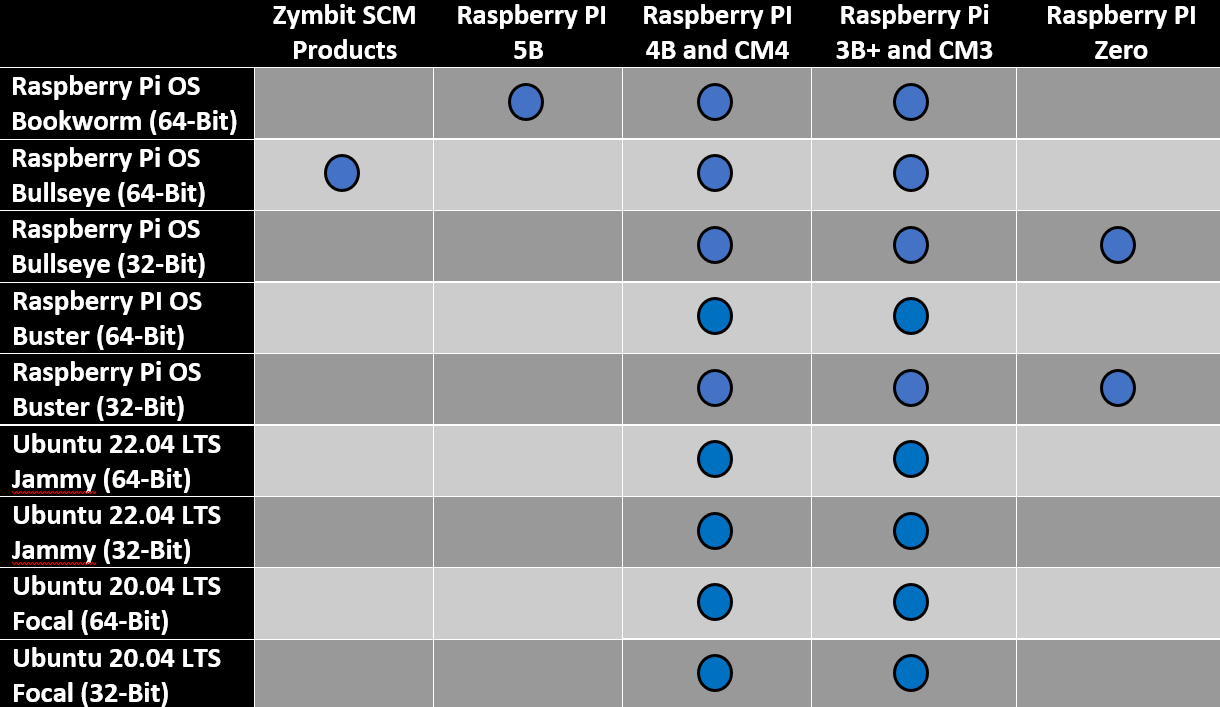 Zymbit SCM
Products
Raspberry PI
5B
Raspberry PI
4B and CM4
Raspberry Pi
3B+ and CM3
Raspberry PI
Zero
Raspberry Pi OS
Bookworm (64-Bit)
Raspberry Pi OS
Bullseye (64-Bit)
Raspberry Pi OS
Bullseye (32-Bit)
Raspberry PI OS
Buster (64-Bit)
Raspberry Pi OS
Buster (32-Bit)
Ubuntu 22.04 LTS
Jammy (64-Bit)
Ubuntu 22.04 LTS
Jammy (32-Bit)
Ubuntu 20.04 LTS
Focal (64-Bit)
Ubuntu 20.04 LTS
Focal (32-Bit)